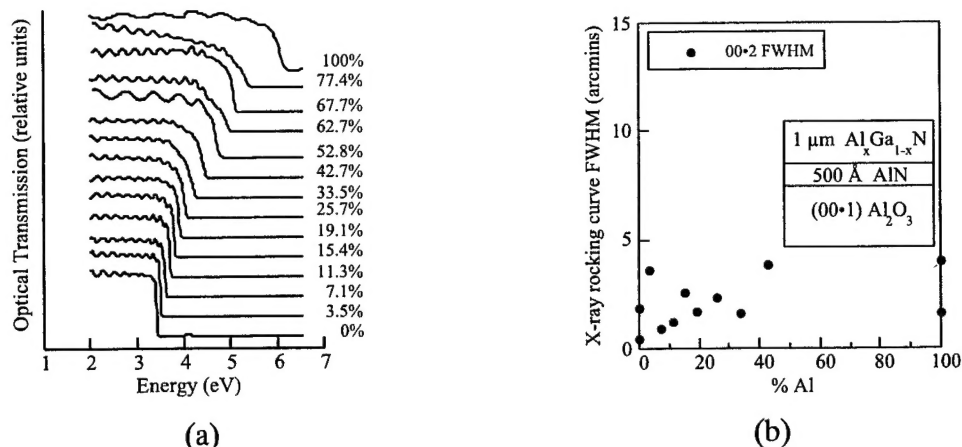 Optical Transmission (relative units)
100%
77.4%
67.7%
62.7%
52.8%
42.7%
33.5%
25.7%
19.1%
15.4%
11.3%
7.1%
3.5%
0%
1 2 3 4 5 6 7
Energy (eV)
(a)
X-ray rocking curve FWHM (arcmins)
15
10
5
0
00•2 FWHM
1 μm AlxGa1-xN
500 Å AlN
(00•1) Al2O3
0 20 40 60 80 100
% Al
(b)